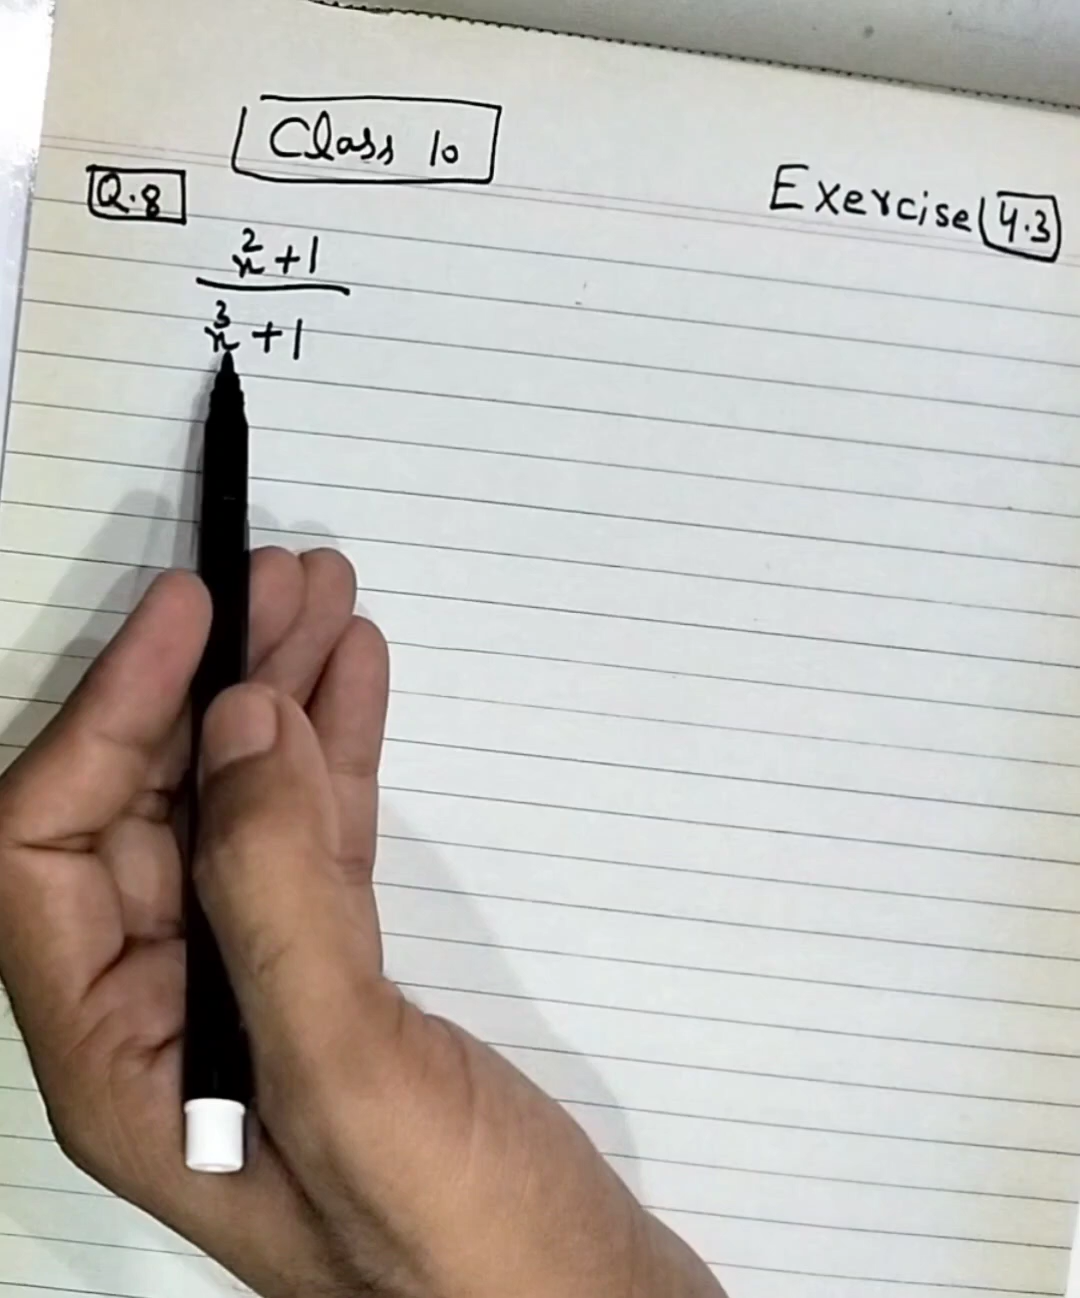 Class 10
Q.8
Exercise 4.3
x² + 1
x³ + 1